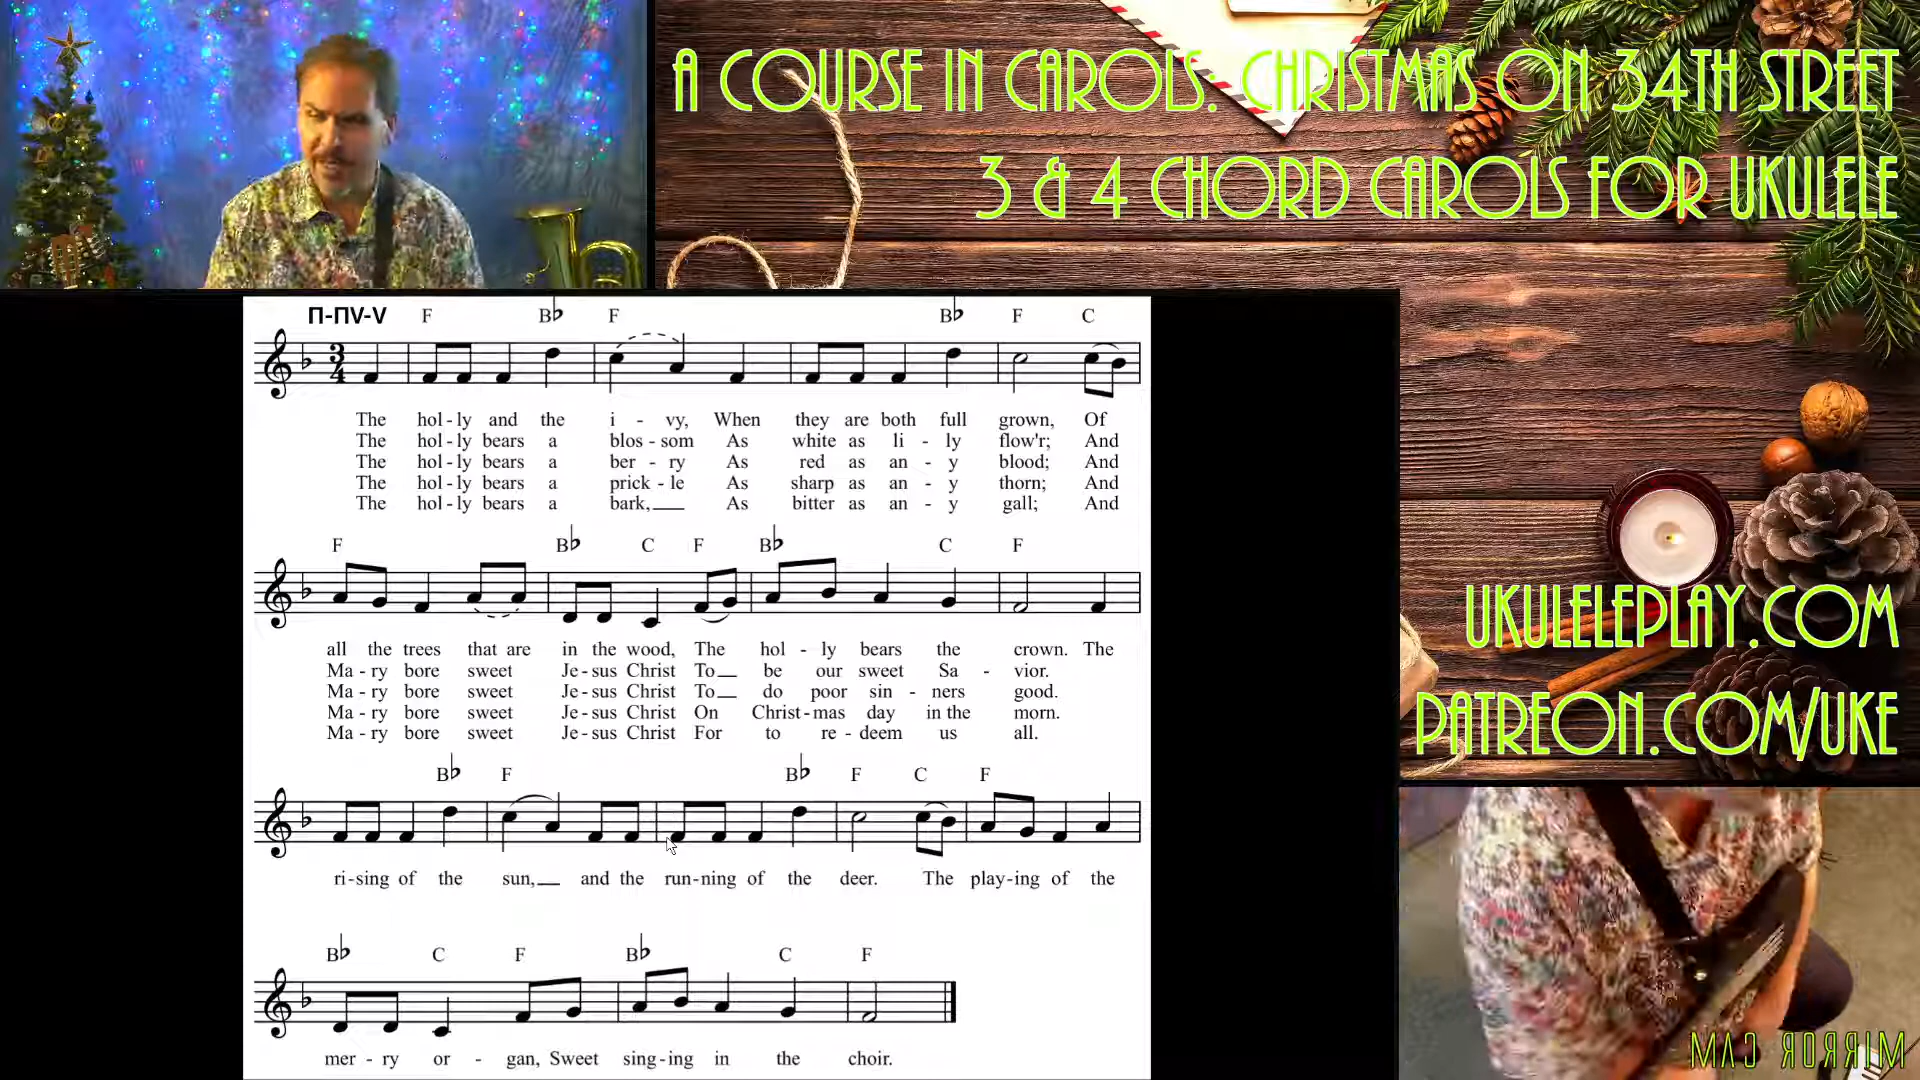 A COURSE IN CAROLS: CHRISTMAS ON 34TH STREET
3 & 4 CHORD CAROLS FOR UKULELE
П-ПV-V F B♭ F B♭ F C
3
4
The hol - ly and the i - vy, When they are both full grown, Of
The hol - ly bears a blos - som As white as li - ly flow'r; And
The hol - ly bears a ber - ry As red as an - y blood; And
The hol - ly bears a prick - le As sharp as an - y thorn; And
The hol - ly bears a bark, As bitter as an - y gall; And
F B♭ C F B♭ C F
all the trees that are in the wood, The hol - ly bears the crown. The
Ma - ry bore sweet Je - sus Christ To be our sweet Sa - vior.
Ma - ry bore sweet Je - sus Christ To do poor sin - ners good.
Ma - ry bore sweet Je - sus Christ On Christ - mas day in the morn.
Ma - ry bore sweet Je - sus Christ For to re - deem us all.
B♭ F B♭ F C F
ri - sing of the sun, and the run - ning of the deer. The play - ing of the
B♭ C F B♭ C F
mer - ry or - gan, Sweet sing - ing in the choir.
UKULELEPLAY.COM
PATREON.COM/UKE
MIRROR CAM